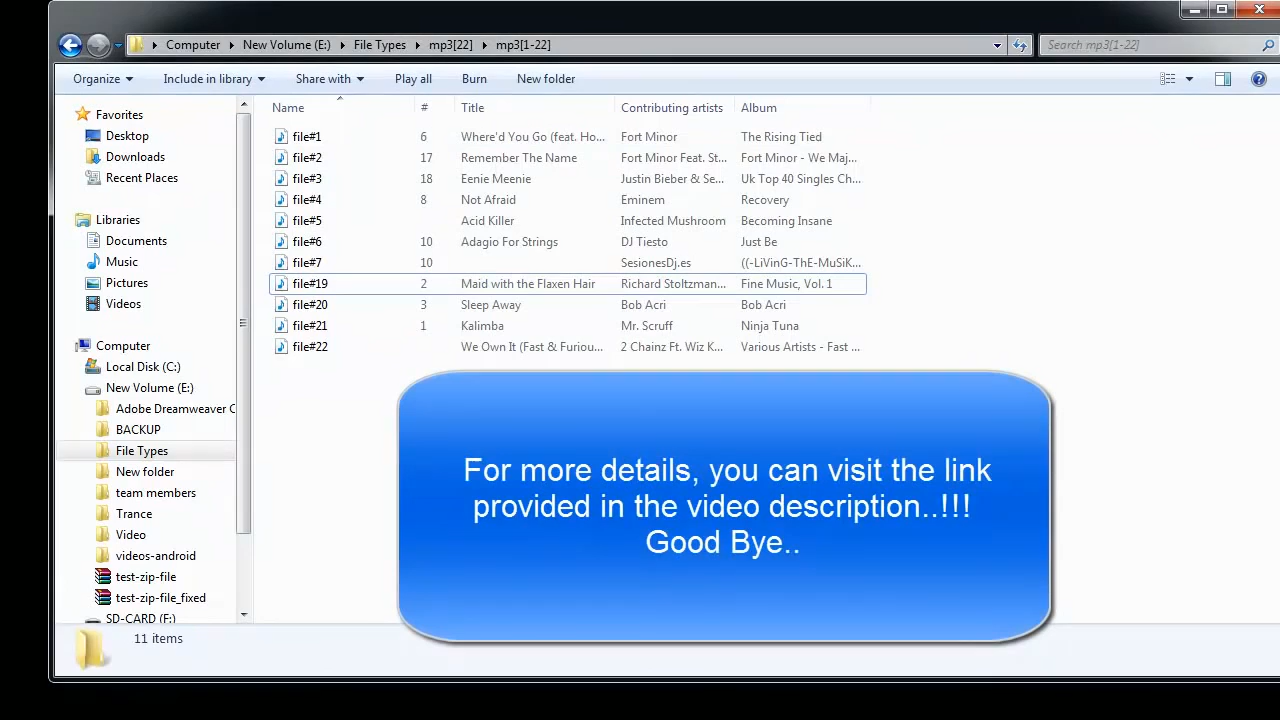 Computer New Volume (E:) File Types mp3[22] mp3[1-22] Search mp3[1-22]
Organize Include in library Share with Play all Burn New folder
Favorites
Desktop
Downloads
Recent Places
Libraries
Documents
Music
Pictures
Videos
Computer
Local Disk (C:)
New Volume (E:)
Adobe Dreamweaver C
BACKUP
File Types
New folder
team members
Trance
Video
videos-android
test-zip-file
test-zip-file_fixed
SD-CARD (F:)
Name # Title Contributing artists Album
file#1 6 Where'd You Go (feat. Ho... Fort Minor The Rising Tied
file#2 17 Remember The Name Fort Minor Feat. St... Fort Minor - We Maj...
file#3 18 Eenie Meenie Justin Bieber & Se... Uk Top 40 Singles Ch...
file#4 8 Not Afraid Eminem Recovery
file#5 Acid Killer Infected Mushroom Becoming Insane
file#6 10 Adagio For Strings DJ Tiesto Just Be
file#7 10 SesionesDj.es ((-LiVinG-ThE-MuSiK...
file#19 2 Maid with the Flaxen Hair Richard Stoltzman... Fine Music, Vol. 1
file#20 3 Sleep Away Bob Acri Bob Acri
file#21 1 Kalimba Mr. Scruff Ninja Tuna
file#22 We Own It (Fast & Furiou... 2 Chainz Ft. Wiz K... Various Artists - Fast ...
For more details, you can visit the link
provided in the video description..!!!
Good Bye..
11 items